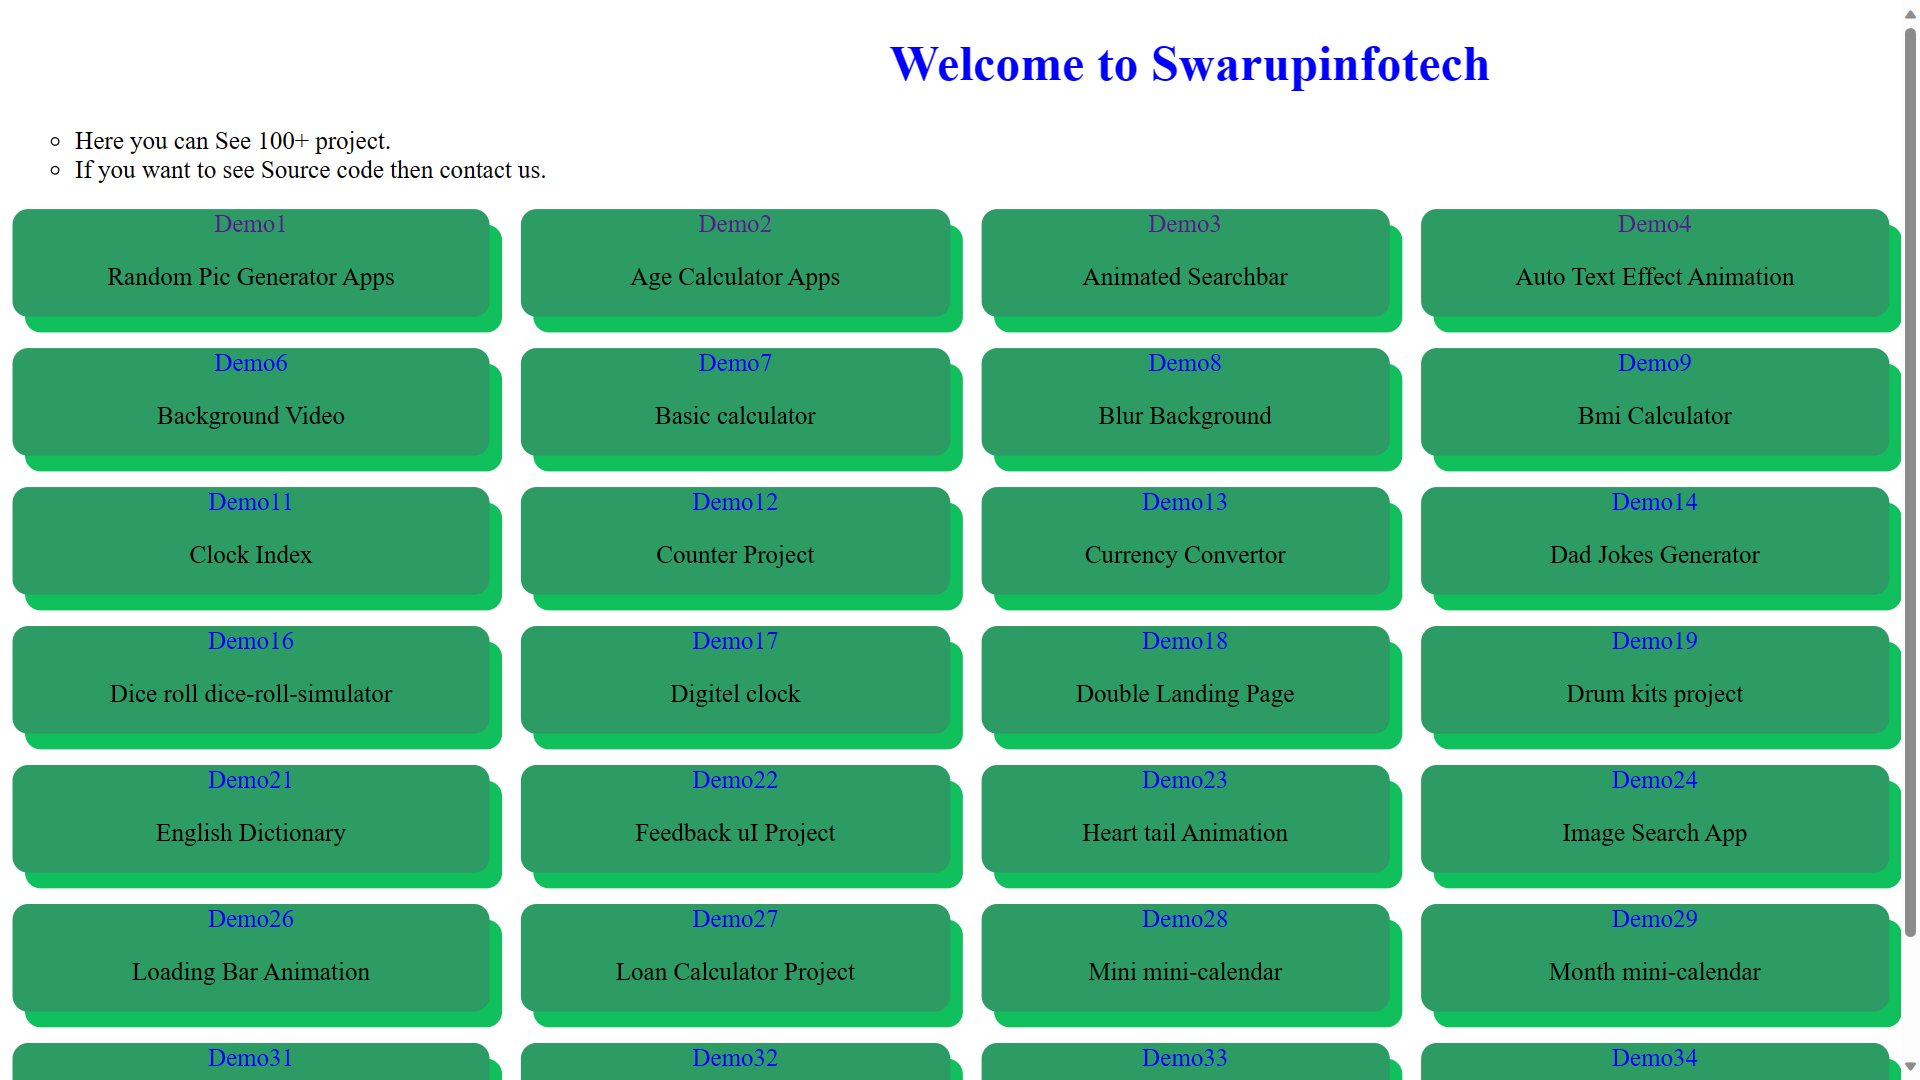 Welcome to Swarupinfotech
Here you can See 100+ project.
If you want to see Source code then contact us.
Demo1 Demo2 Demo3 Demo4
Random Pic Generator Apps Age Calculator Apps Animated Searchbar Auto Text Effect Animation
Demo6 Demo7 Demo8 Demo9
Background Video Basic calculator Blur Background Bmi Calculator
Demo11 Demo12 Demo13 Demo14
Clock Index Counter Project Currency Convertor Dad Jokes Generator
Demo16 Demo17 Demo18 Demo19
Dice roll dice-roll-simulator Digitel clock Double Landing Page Drum kits project
Demo21 Demo22 Demo23 Demo24
English Dictionary Feedback uI Project Heart tail Animation Image Search App
Demo26 Demo27 Demo28 Demo29
Loading Bar Animation Loan Calculator Project Mini mini-calendar Month mini-calendar
Demo31 Demo32 Demo33 Demo34